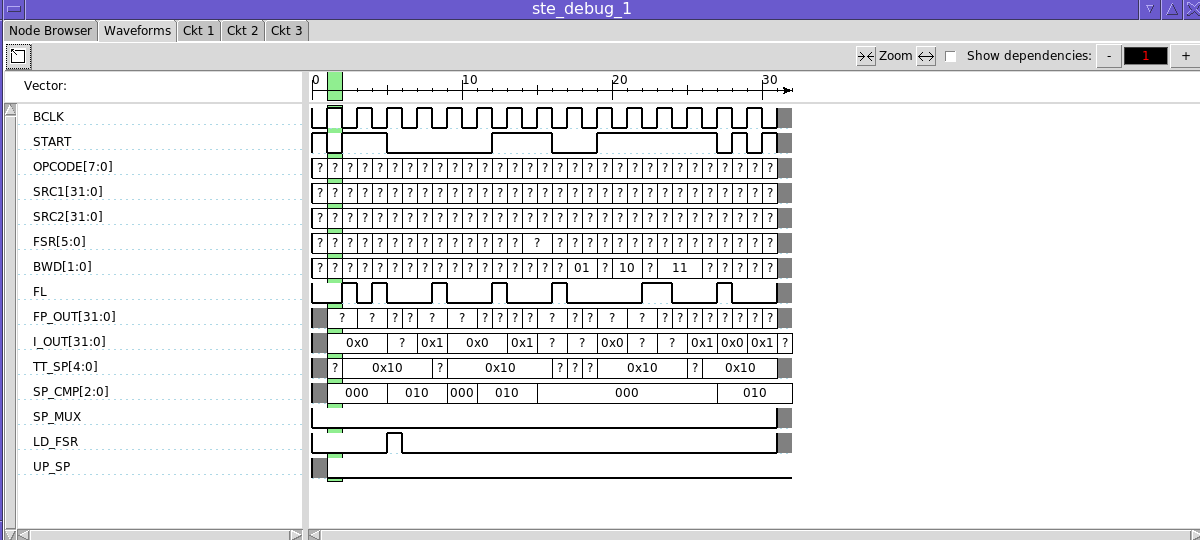 ste_debug_1
Node Browser Waveforms Ckt 1 Ckt 2 Ckt 3
Zoom Show dependencies: - 1 +
Vector: 0 10 20 30
BCLK
START
OPCODE[7:0] ? ? ? ? ? ? ? ? ? ? ? ? ? ? ? ? ? ? ? ? ? ? ? ? ? ? ? ? ? ? ?
SRC1[31:0] ? ? ? ? ? ? ? ? ? ? ? ? ? ? ? ? ? ? ? ? ? ? ? ? ? ? ? ? ? ? ?
SRC2[31:0] ? ? ? ? ? ? ? ? ? ? ? ? ? ? ? ? ? ? ? ? ? ? ? ? ? ? ? ? ? ? ?
FSR[5:0] ? ? ? ? ? ? ? ? ? ? ? ? ? ? ? ? ? ? ? ? ? ? ? ? ? ? ? ? ? ?
BWD[1:0] ? ? ? ? ? ? ? ? ? ? ? ? ? ? ? ? ? 01 ? 10 ? 11 ? ? ? ? ?
FL
FP_OUT[31:0] ? ? ? ? ? ? ? ? ? ? ? ? ? ? ? ? ? ? ? ? ? ? ?
I_OUT[31:0] 0x0 ? 0x1 0x0 0x1 ? ? 0x0 ? ? 0x1 0x0 0x1 ?
TT_SP[4:0] ? 0x10 ? 0x10 ? ? ? 0x10 ? 0x10
SP_CMP[2:0] 000 010 000 010 000 010
SP_MUX
LD_FSR
UP_SP